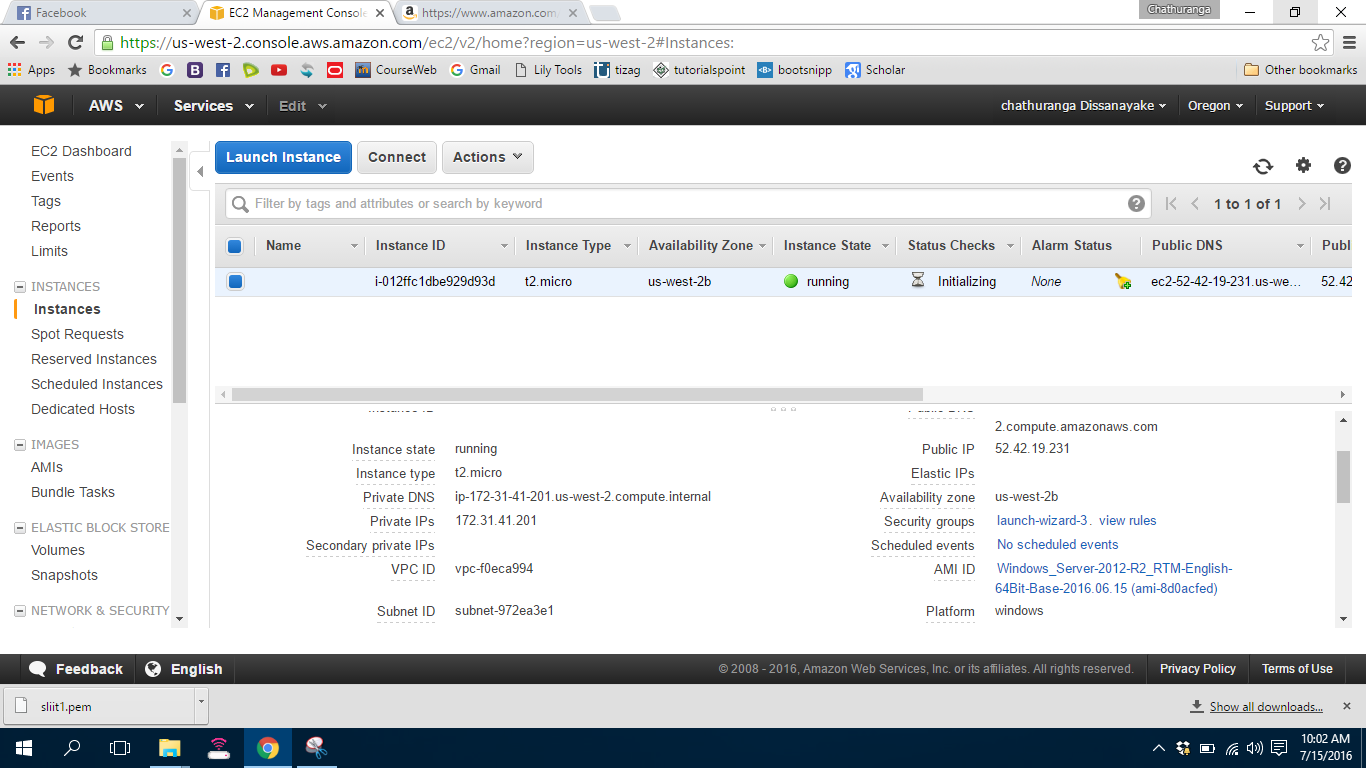 Facebook
EC2 Management Console
https://www.amazon.com
Chathuranga
https://us-west-2.console.aws.amazon.com/ec2/v2/home?region=us-west-2#Instances:
Apps Bookmarks CourseWeb Gmail Lily Tools tizag tutorialspoint bootsnipp Scholar Other bookmarks
AWS Services Edit chathuranga Dissanayake Oregon Support
EC2 Dashboard
Events
Tags
Reports
Limits
INSTANCES
Instances
Spot Requests
Reserved Instances
Scheduled Instances
Dedicated Hosts
IMAGES
AMIs
Bundle Tasks
ELASTIC BLOCK STORE
Volumes
Snapshots
NETWORK & SECURITY
Launch Instance Connect Actions
Filter by tags and attributes or search by keyword
1 to 1 of 1
Name Instance ID Instance Type Availability Zone Instance State Status Checks Alarm Status Public DNS Publ
i-012ffc1dbe929d93d t2.micro us-west-2b running Initializing None ec2-52-42-19-231.us-we... 52.42
2.compute.amazonaws.com
Instance state running Public IP 52.42.19.231
Instance type t2.micro Elastic IPs
Private DNS ip-172-31-41-201.us-west-2.compute.internal Availability zone us-west-2b
Private IPs 172.31.41.201 Security groups launch-wizard-3. view rules
Secondary private IPs Scheduled events No scheduled events
VPC ID vpc-f0eca994 AMI ID Windows_Server-2012-R2_RTM-English-
64Bit-Base-2016.06.15 (ami-8d0acfed)
Subnet ID subnet-972ea3e1 Platform windows
Feedback English © 2008 - 2016, Amazon Web Services, Inc. or its affiliates. All rights reserved. Privacy Policy Terms of Use
sliit1.pem Show all downloads...
10:02 AM
7/15/2016